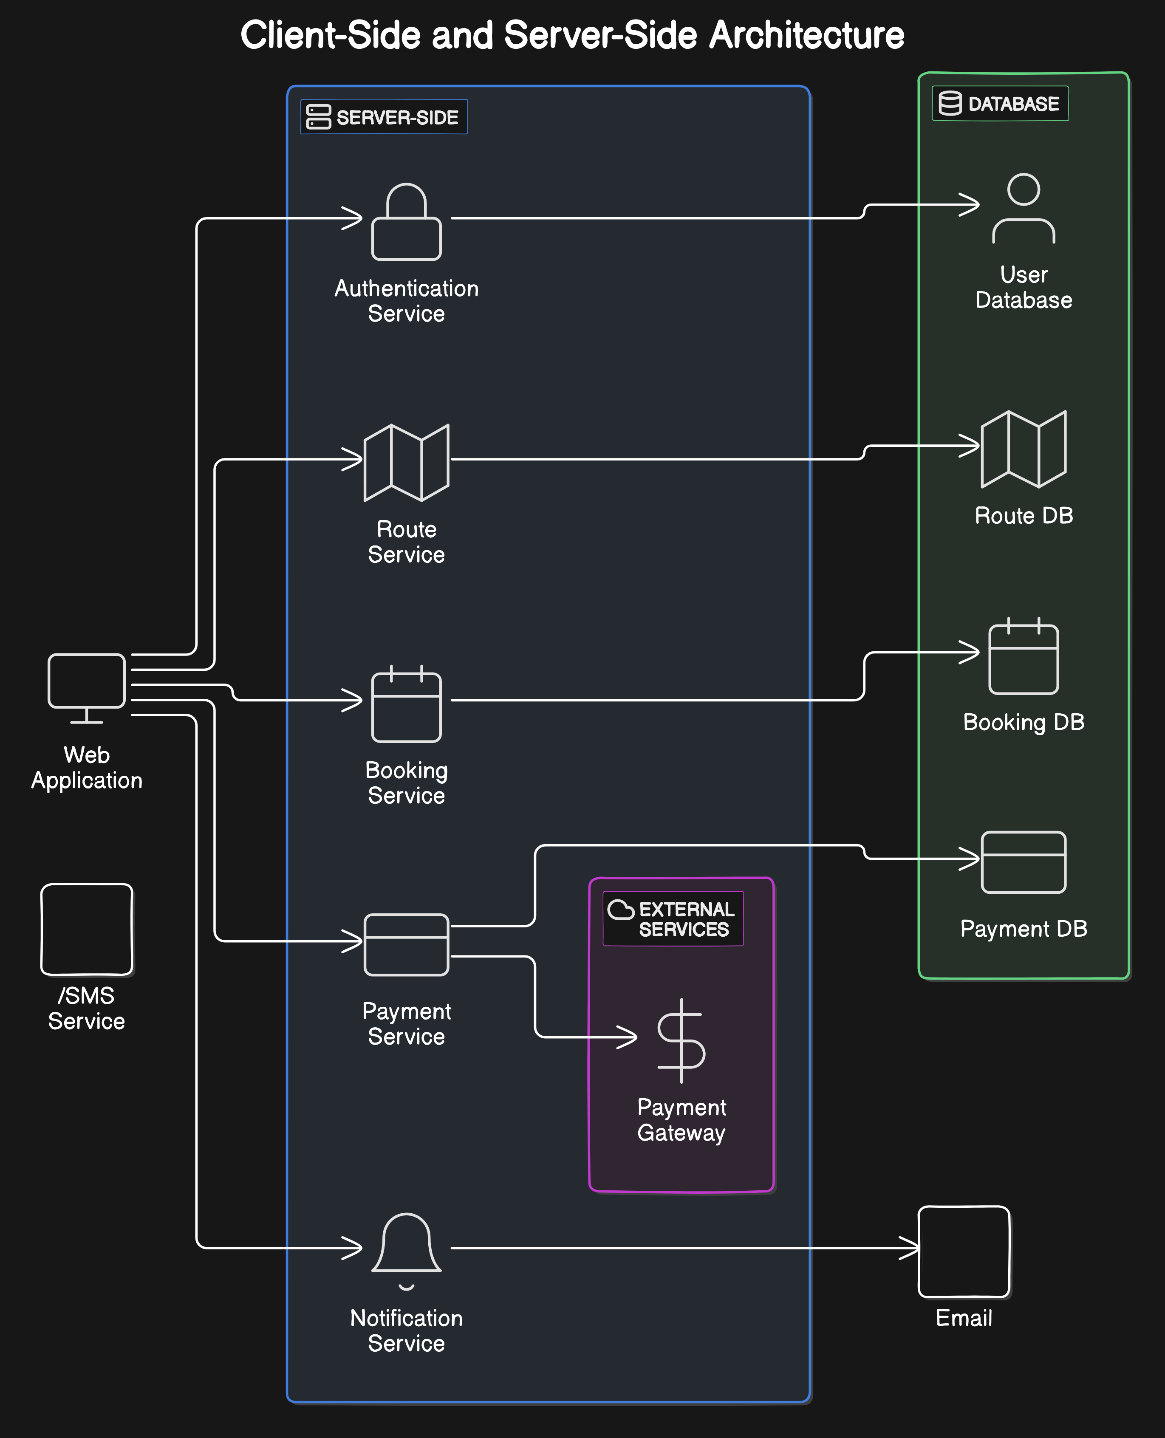 Client-Side and Server-Side Architecture
SERVER-SIDE
DATABASE
Authentication
Service
User
Database
Route
Service
Route DB
Web
Application
Booking
Service
Booking DB
/SMS
Service
Payment
Service
EXTERNAL
SERVICES
Payment
Gateway
Payment DB
Notification
Service
Email